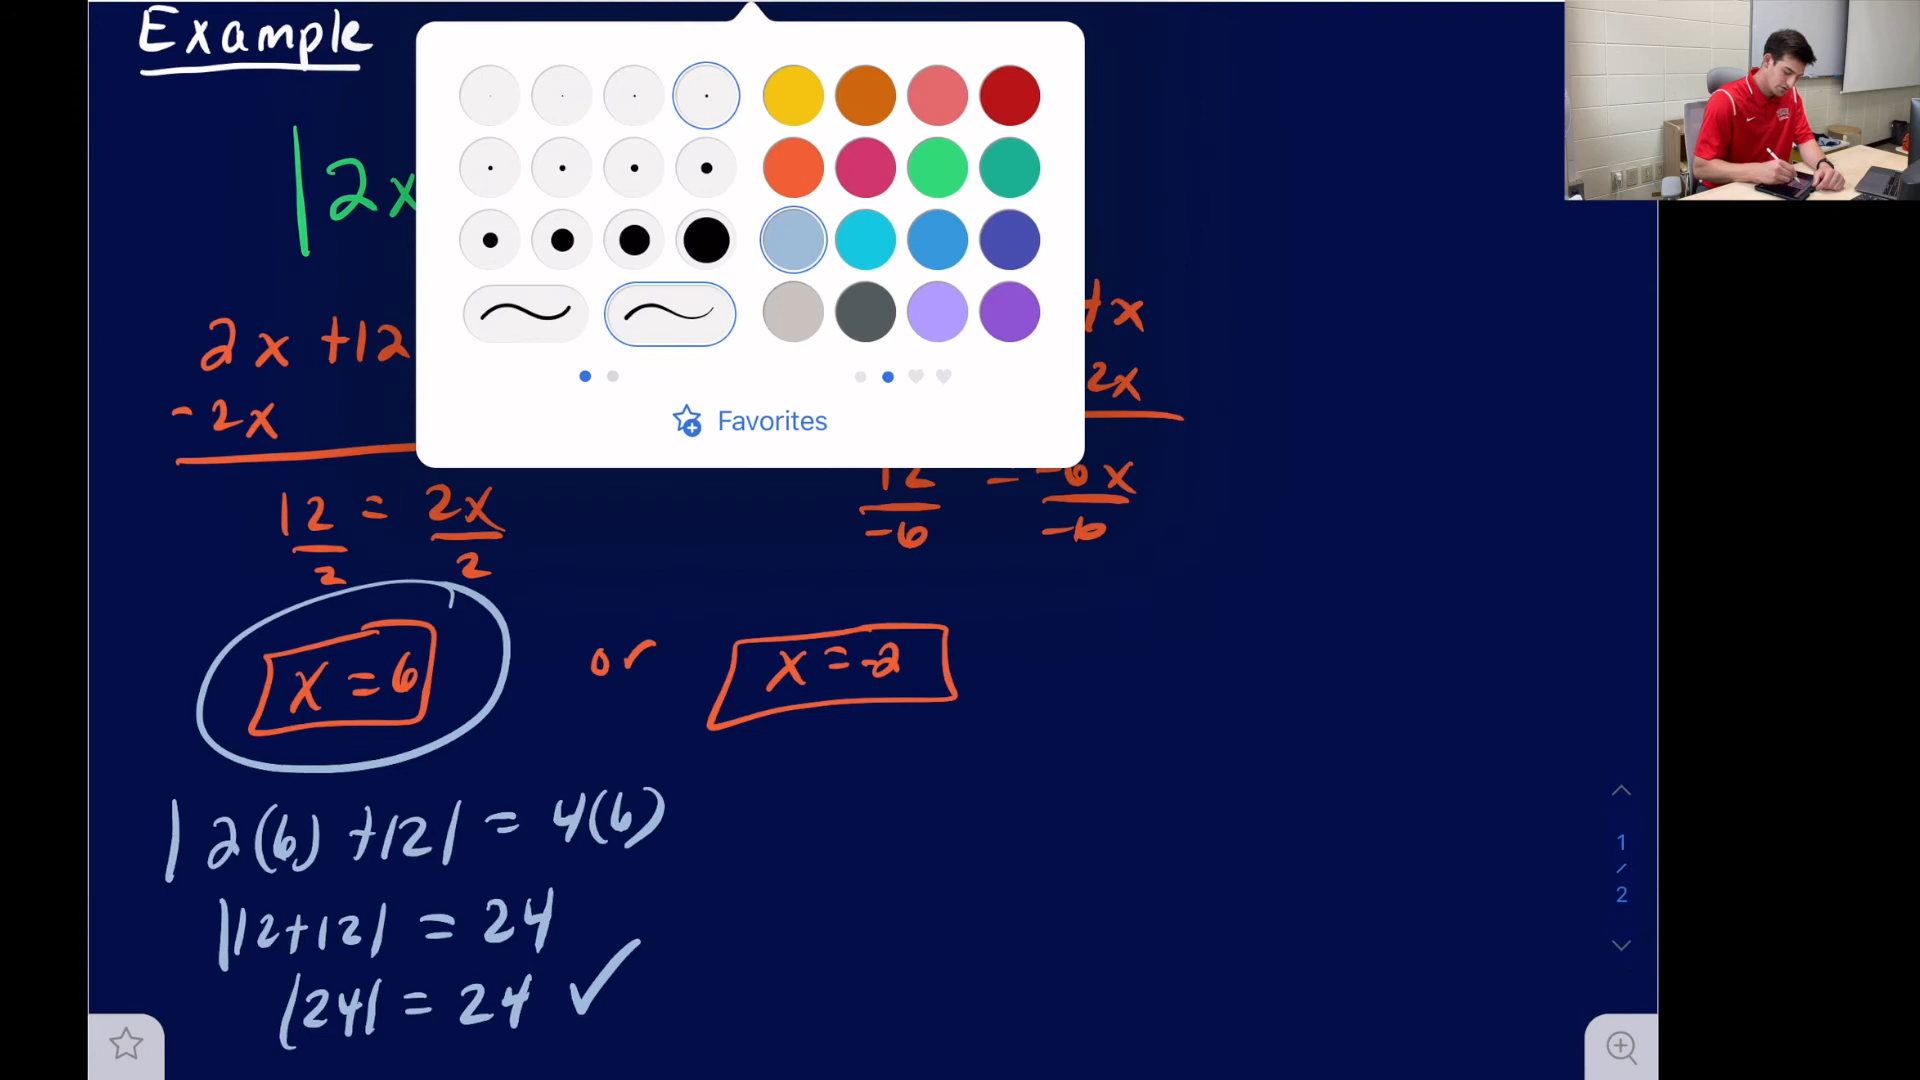 Example
|2x
2x +12
-2x
4x
2x
12 = 2x
2 2
12 = -6x
-6 -6
x = 6 or x = -2
|2(6) +12| = 4(6)
|12+12| = 24
|24| = 24 ✓
Favorites
1
/
2